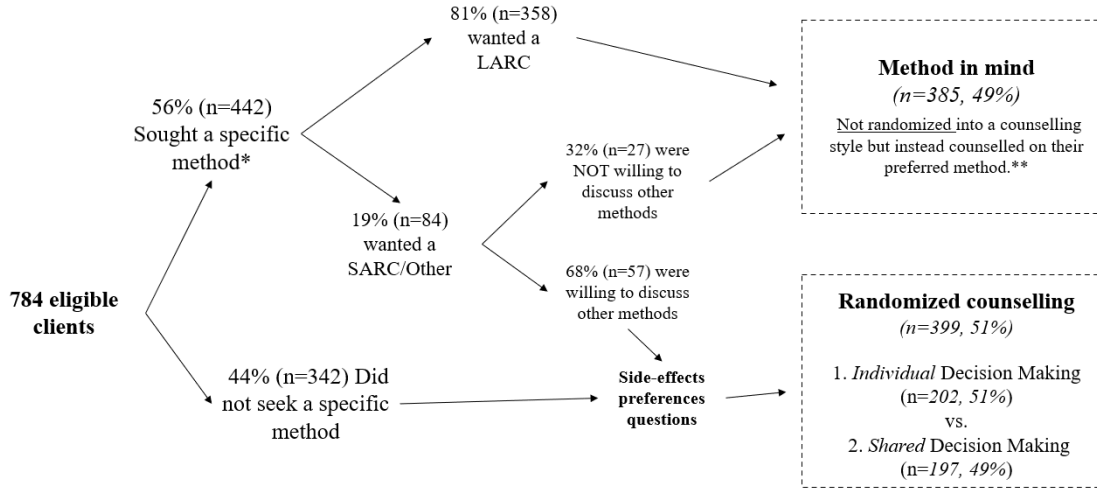 81% (n=358)
wanted a
LARC
56% (n=442)
Sought a specific
method*
19% (n=84)
wanted a
SARC/Other
32% (n=27) were
NOT willing to
discuss other
methods
68% (n=57) were
willing to discuss
other methods
784 eligible
clients
44% (n=342) Did
not seek a specific
method
Side-effects
preferences
questions
Method in mind
(n=385, 49%)
Not randomized into a counselling
style but instead counselled on their
preferred method.**
Randomized counselling
(n=399, 51%)
1. Individual Decision Making
(n=202, 51%)
vs.
2. Shared Decision Making
(n=197, 49%)